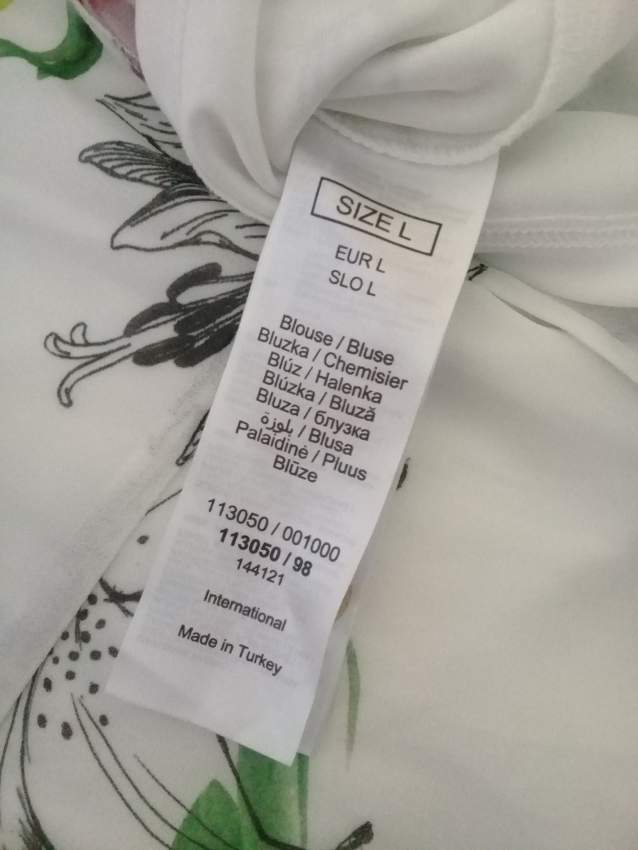 SIZE L
EUR L
SLO L
Blouse / Bluse
Bluzka / Chemisier
Blúz / Halenka
Blúzka / Bluză
Bluza / блузка
بلوزة / Blusa
Palaidinė / Pluus
Blūze
113050 / 001000
113050 / 98
144121
International
Made in Turkey